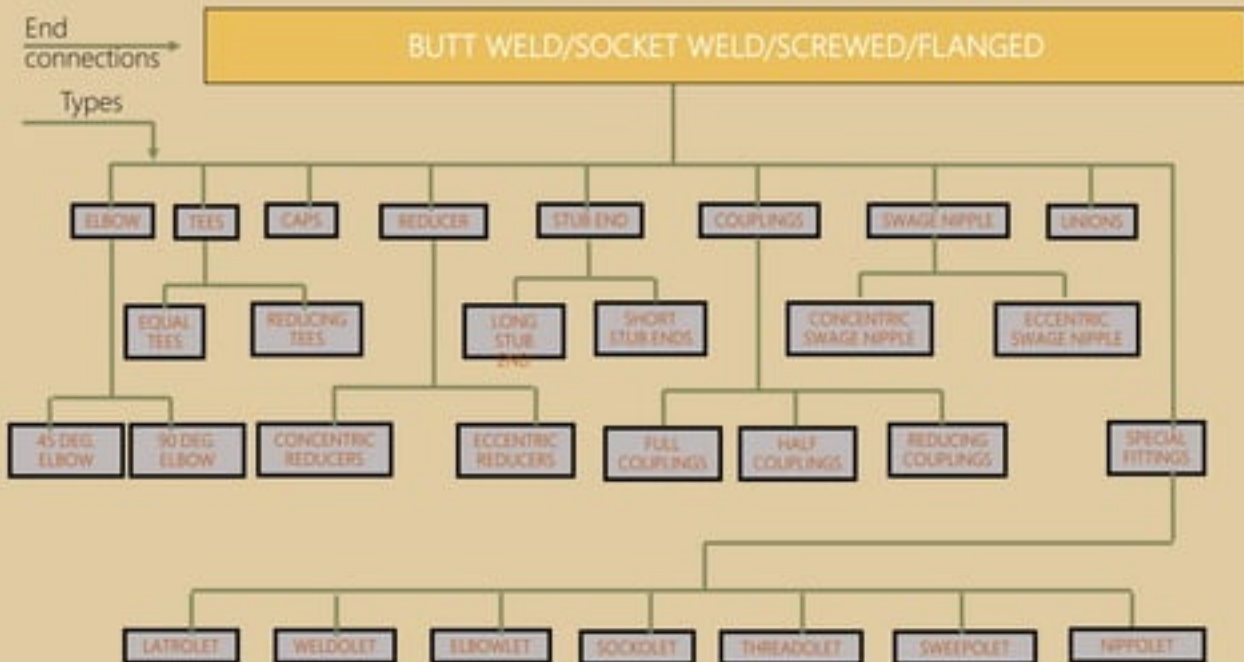 End
connections
BUTT WELD/SOCKET WELD/SCREWED/FLANGED
Types
ELBOW
TEES
CAPS
REDUCER
STUB END
COUPLINGS
SWAGE NIPPLE
UNIONS
EQUAL
TEES
REDUCING
TEES
LONG
STUB
END
SHORT
STUB ENDS
CONCENTRIC
SWAGE NIPPLE
ECCENTRIC
SWAGE NIPPLE
45 DEG.
ELBOW
90 DEG.
ELBOW
CONCENTRIC
REDUCERS
ECCENTRIC
REDUCERS
FULL
COUPLINGS
HALF
COUPLINGS
REDUCING
COUPLINGS
SPECIAL
FITTINGS
LATROLET
WELDOLET
ELBOWLET
SOCKOLET
THREADOLET
SWEEPOLET
NIPPOLET